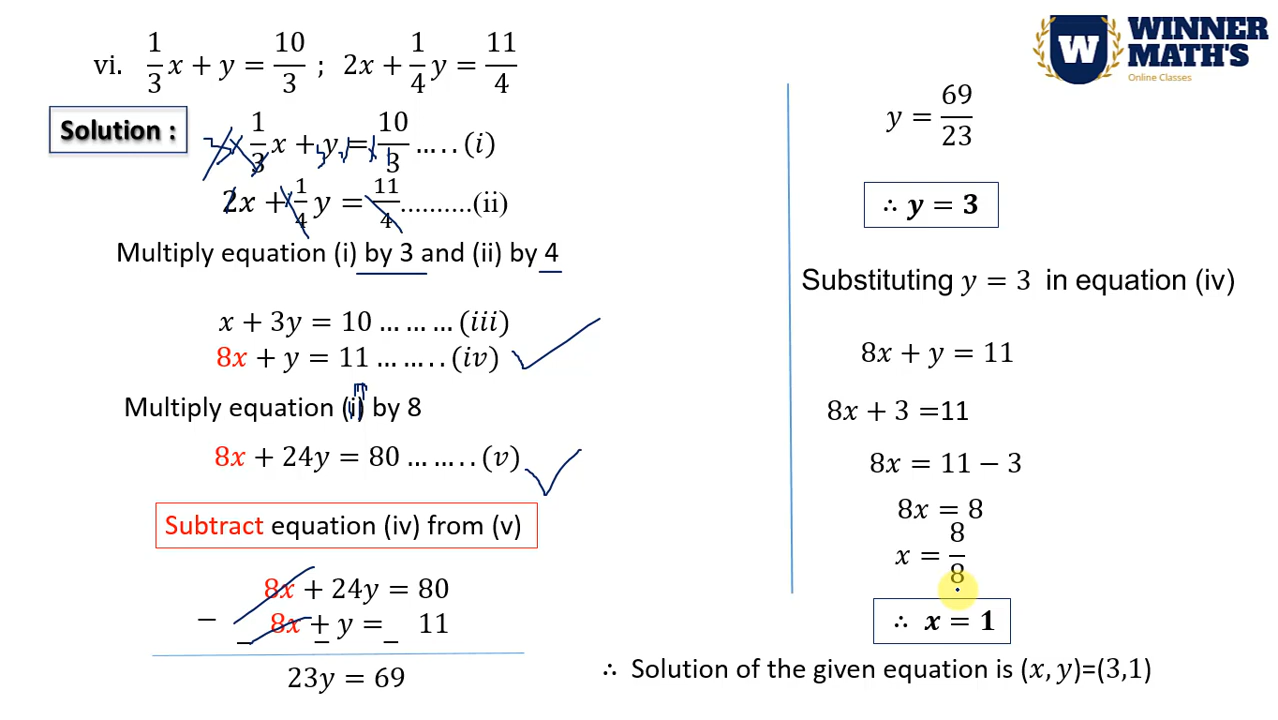 WINNER
MATH'S
Online Classes
W
vi. 1/3 x + y = 10/3 ; 2x + 1/4 y = 11/4
Solution :
3 × 1/3 x + 3 y = 10/3 ….. (i)
2x + 1/4 y = 11/4 ..........(ii)
Multiply equation (i) by 3 and (ii) by 4
x + 3y = 10 … … … (iii)
8x + y = 11 … … . . (iv)
Multiply equation (iii) by 8
8x + 24y = 80 … … . . (v)
Subtract equation (iv) from (v)
8x + 24y = 80
− 8x + y = 11
− − −
23y = 69
y = 69/23
∴ y = 3
Substituting y = 3 in equation (iv)
8x + y = 11
8x + 3 =11
8x = 11 − 3
8x = 8
x = 8/8
∴ x = 1
∴ Solution of the given equation is (x, y)=(3,1)